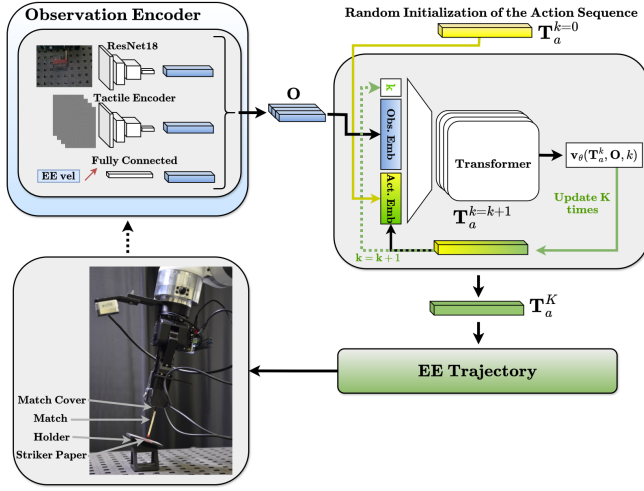 Observation Encoder
ResNet18
Tactile Encoder
Fully Connected
EE vel
O
Random Initialization of the Action Sequence
T_a^{k=0}
k
Obs. Emb
Act. Emb
Transformer
T_a^{k=k+1}
v_θ(T_a^k, O, k)
Update K
times
k = k + 1
T_a^K
EE Trajectory
Match Cover
Match
Holder
Striker Paper